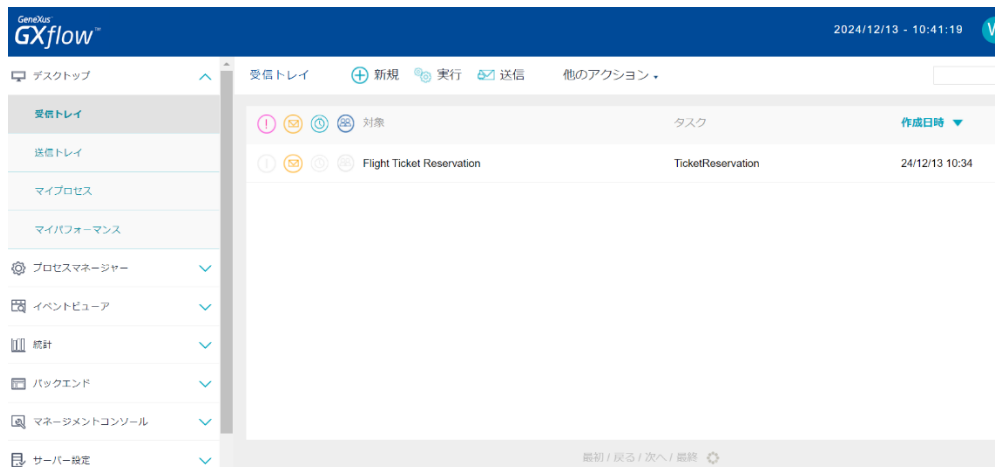 GeneXus
GXflow™
2024/12/13 - 10:41:19
デスクトップ
受信トレイ
送信トレイ
マイプロセス
マイパフォーマンス
プロセスマネージャー
イベントビューア
統計
バックエンド
マネージメントコンソール
サーバー設定
受信トレイ 新規 実行 送信 他のアクション
対象 タスク 作成日時 ▼
Flight Ticket Reservation TicketReservation 24/12/13 10:34
最初 / 戻る / 次へ / 最終